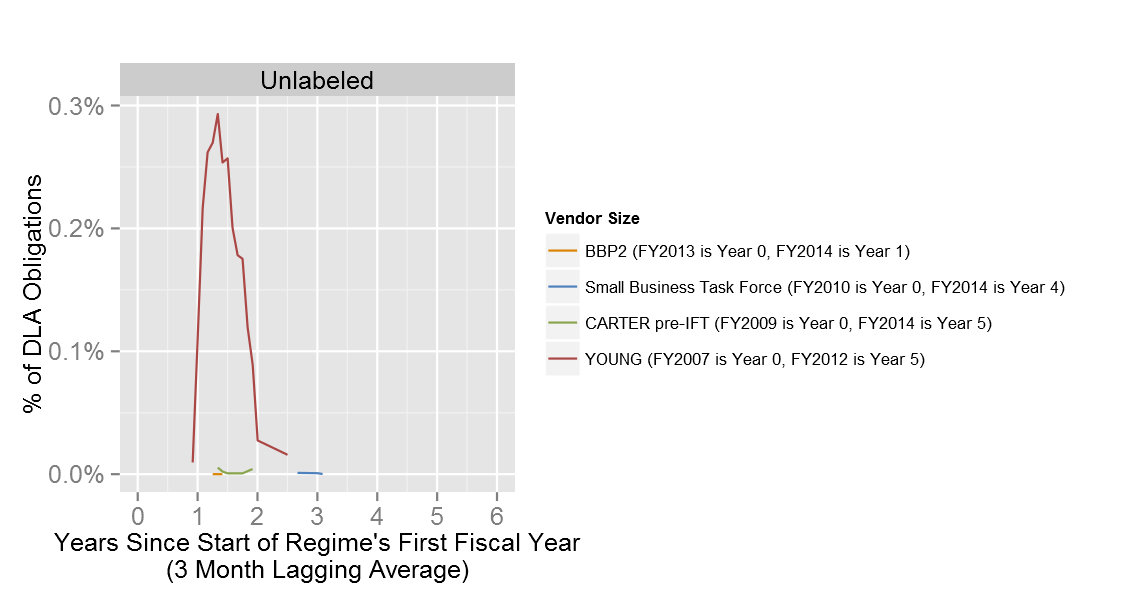 Unlabeled
0.3%
0.2%
0.1%
0.0%
% of DLA Obligations
0 1 2 3 4 5 6
Years Since Start of Regime's First Fiscal Year
(3 Month Lagging Average)
Vendor Size
BBP2 (FY2013 is Year 0, FY2014 is Year 1)
Small Business Task Force (FY2010 is Year 0, FY2014 is Year 4)
CARTER pre-IFT (FY2009 is Year 0, FY2014 is Year 5)
YOUNG (FY2007 is Year 0, FY2012 is Year 5)